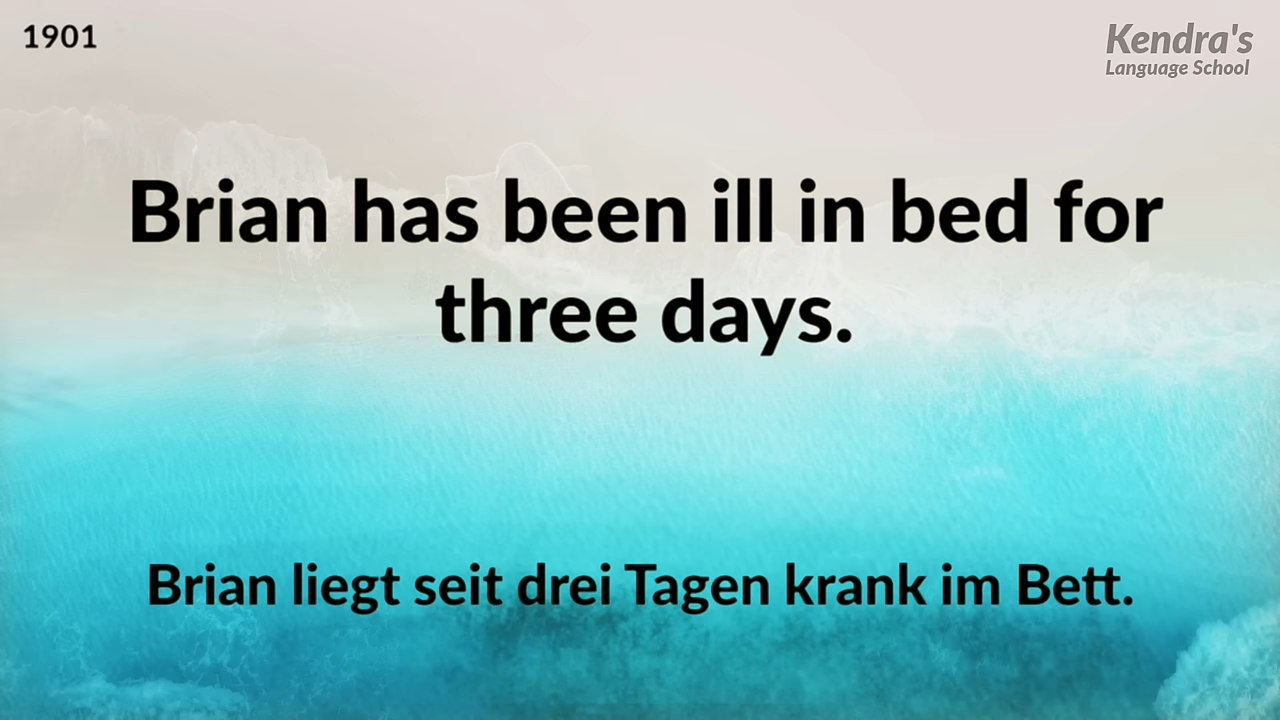 1901
Kendra's
Language School
Brian has been ill in bed for
three days.
Brian liegt seit drei Tagen krank im Bett.